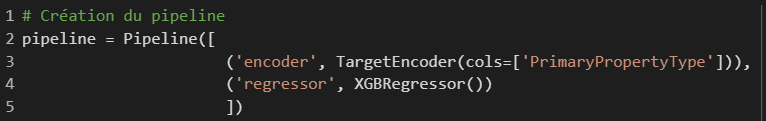 1 # Création du pipeline
2 pipeline = Pipeline([
3 ('encoder', TargetEncoder(cols=['PrimaryPropertyType'])),
4 ('regressor', XGBRegressor())
5 ])